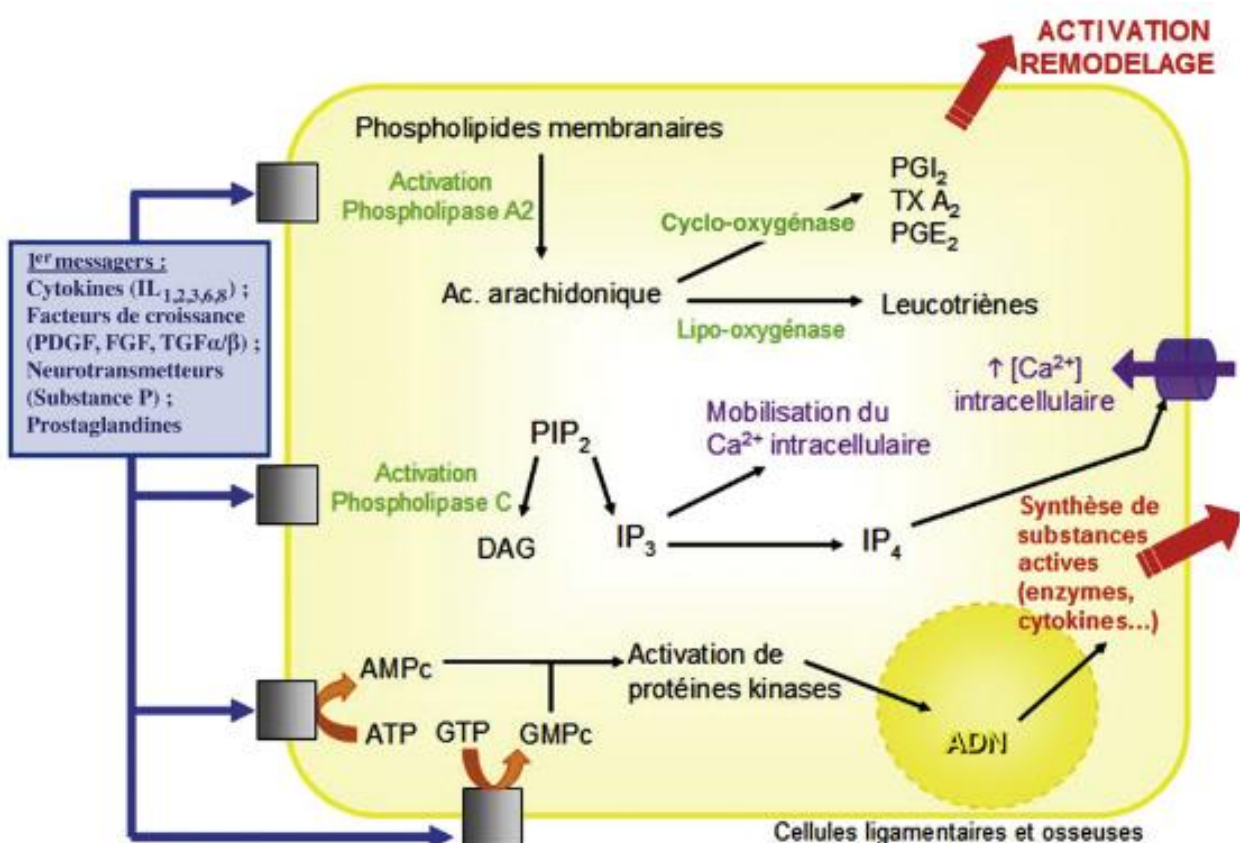 ACTIVATION
REMODELAGE
Phospholipides membranaires
Activation
Phospholipase A2
Cyclo-oxygénase
PGI₂
TX A₂
PGE₂
1er messagers :
Cytokines (IL1,2,3,6,8) ;
Facteurs de croissance
(PDGF, FGF, TGFα/β) ;
Neurotransmetteurs
(Substance P) ;
Prostaglandines
Ac. arachidonique
Lipo-oxygénase
Leucotriènes
↑ [Ca²⁺]
intracellulaire
Mobilisation du
Ca²⁺ intracellulaire
PIP₂
Activation
Phospholipase C
DAG
IP₃
IP₄
Synthèse de
substances
actives
(enzymes,
cytokines...)
AMPc
Activation de
protéines kinases
ATP
GTP
GMPc
ADN
Cellules ligamentaires et osseuses